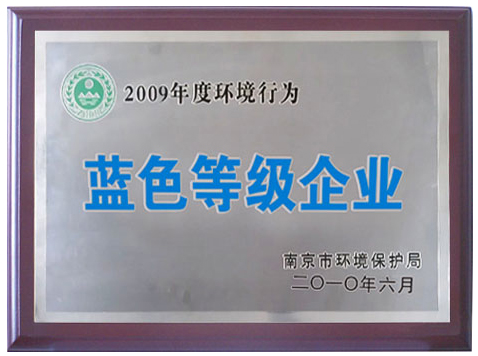 2009年度环境行为
蓝色等级企业
南京市环境保护局
二〇一〇年六月